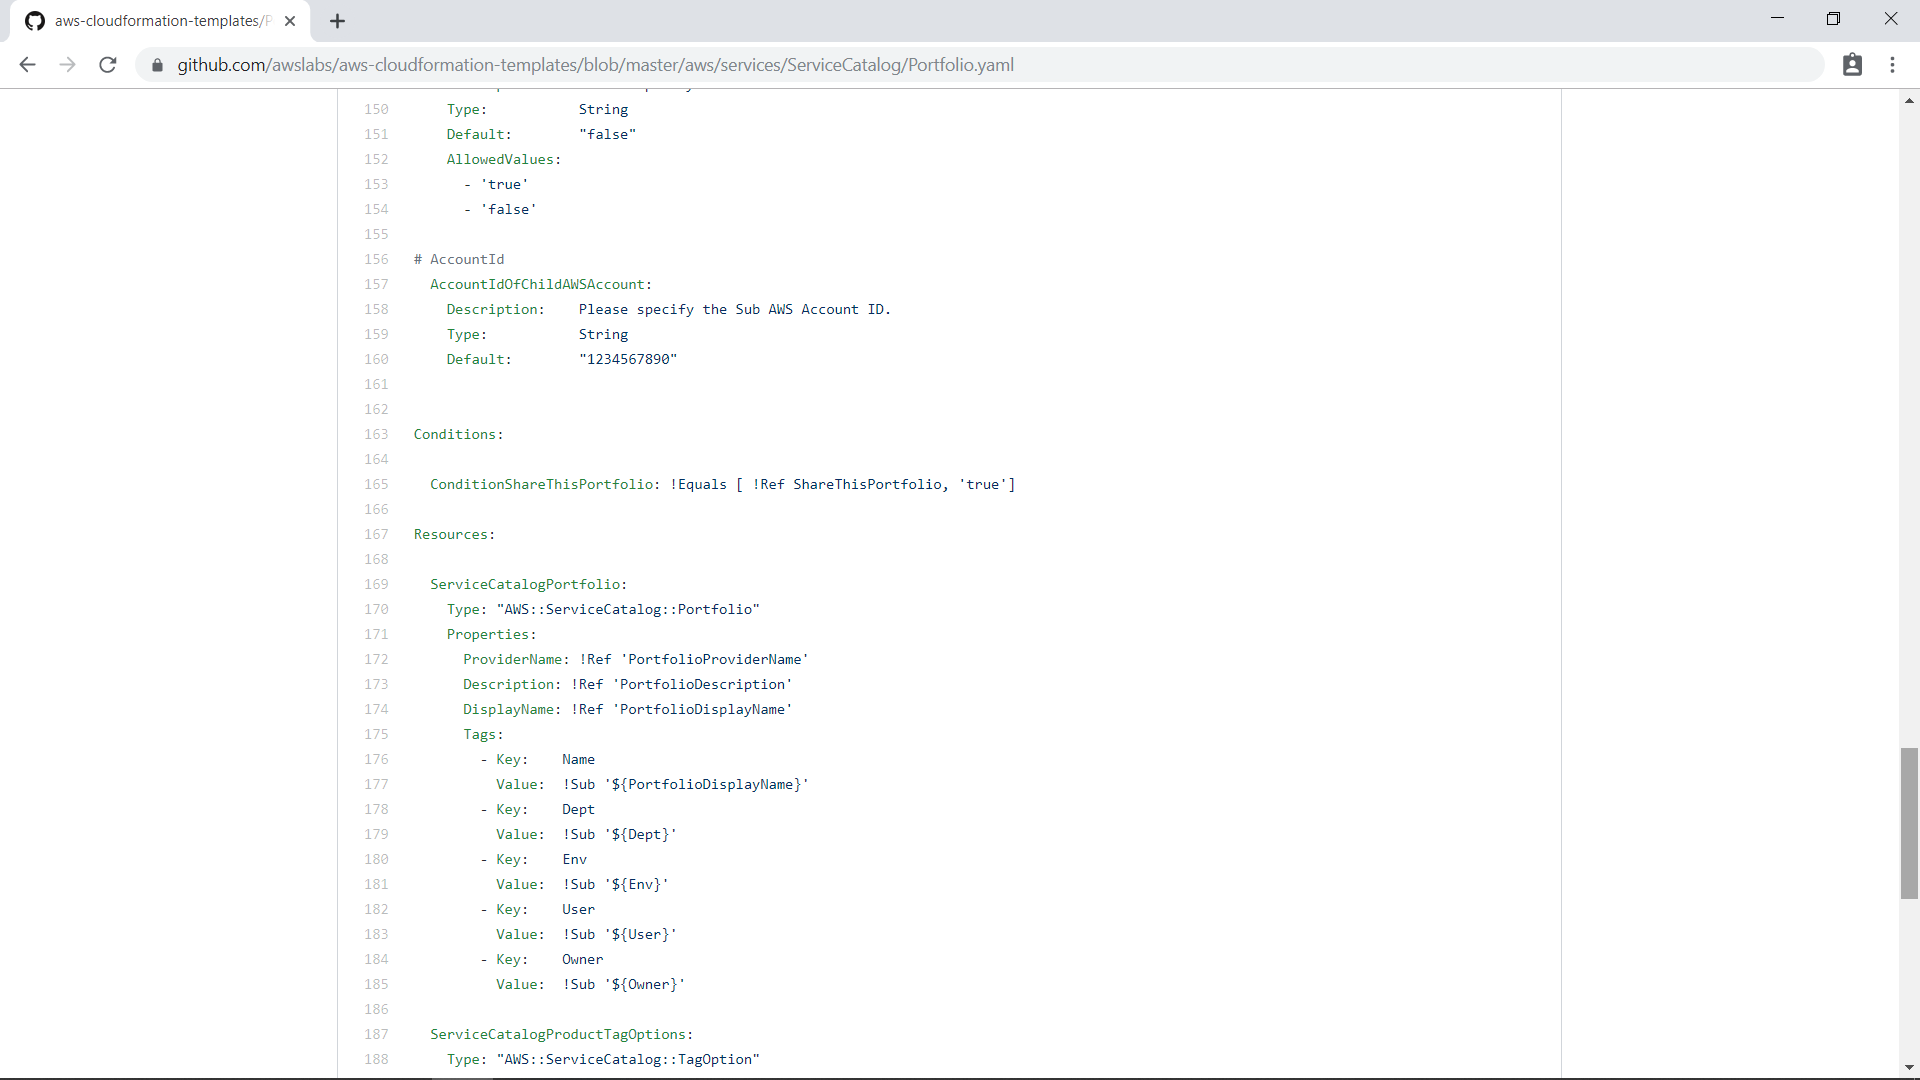 aws-cloudformation-templates/P
github.com/awslabs/aws-cloudformation-templates/blob/master/aws/services/ServiceCatalog/Portfolio.yaml
150 Type: String
151 Default: "false"
152 AllowedValues:
153 - 'true'
154 - 'false'
155
156 # AccountId
157 AccountIdOfChildAWSAccount:
158 Description: Please specify the Sub AWS Account ID.
159 Type: String
160 Default: "1234567890"
161
162
163 Conditions:
164
165 ConditionShareThisPortfolio: !Equals [ !Ref ShareThisPortfolio, 'true']
166
167 Resources:
168
169 ServiceCatalogPortfolio:
170 Type: "AWS::ServiceCatalog::Portfolio"
171 Properties:
172 ProviderName: !Ref 'PortfolioProviderName'
173 Description: !Ref 'PortfolioDescription'
174 DisplayName: !Ref 'PortfolioDisplayName'
175 Tags:
176 - Key: Name
177 Value: !Sub '${PortfolioDisplayName}'
178 - Key: Dept
179 Value: !Sub '${Dept}'
180 - Key: Env
181 Value: !Sub '${Env}'
182 - Key: User
183 Value: !Sub '${User}'
184 - Key: Owner
185 Value: !Sub '${Owner}'
186
187 ServiceCatalogProductTagOptions:
188 Type: "AWS::ServiceCatalog::TagOption"